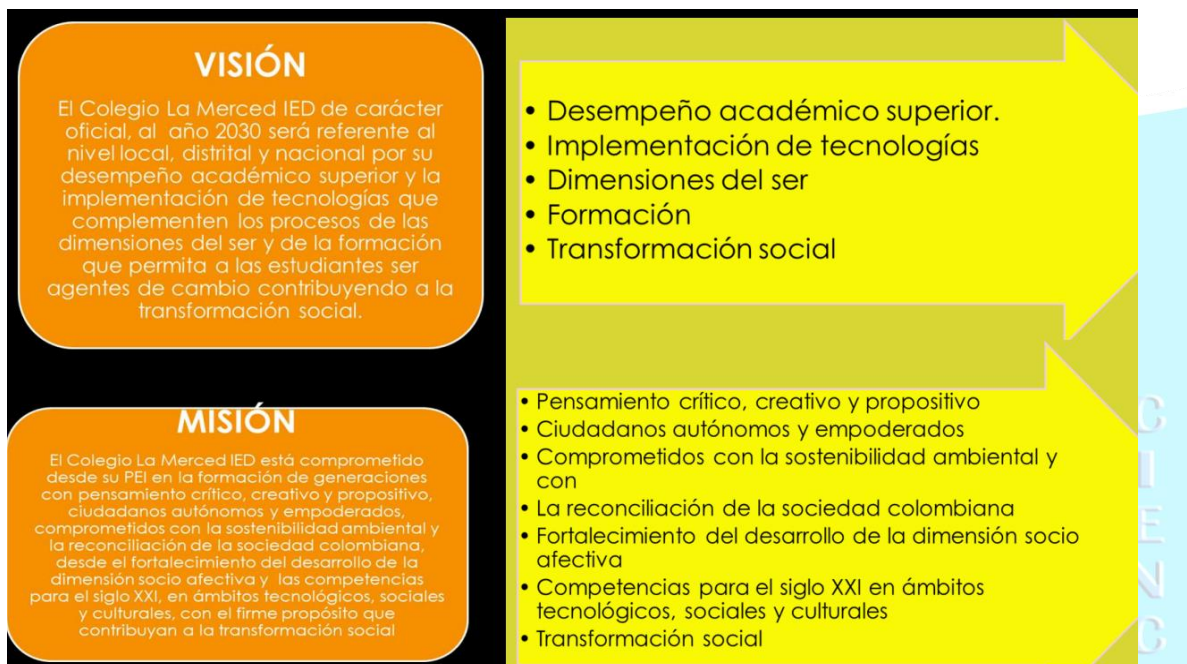 VISIÓN
El Colegio La Merced IED de carácter
oficial, al año 2030 será referente al
nivel local, distrital y nacional por su
desempeño académico superior y la
implementación de tecnologías que
complementen los procesos de las
dimensiones del ser y de la formación
que permita a las estudiantes ser
agentes de cambio contribuyendo a la
transformación social.
• Desempeño académico superior.
• Implementación de tecnologías
• Dimensiones del ser
• Formación
• Transformación social
MISIÓN
El Colegio La Merced IED está comprometido
desde su PEI en la formación de generaciones
con pensamiento crítico, creativo y propositivo,
ciudadanos autónomos y empoderados,
comprometidos con la sostenibilidad ambiental y
la reconciliación de la sociedad colombiana,
desde el fortalecimiento del desarrollo de la
dimensión socio afectiva y las competencias
para el siglo XXI, en ámbitos tecnológicos, sociales
y culturales, con el firme propósito que
contribuyan a la transformación social
• Pensamiento crítico, creativo y propositivo
• Ciudadanos autónomos y empoderados
• Comprometidos con la sostenibilidad ambiental y
con
• La reconciliación de la sociedad colombiana
• Fortalecimiento del desarrollo de la dimensión socio
afectiva
• Competencias para el siglo XXI en ámbitos
tecnológicos, sociales y culturales
• Transformación social
C
I
E
N
C